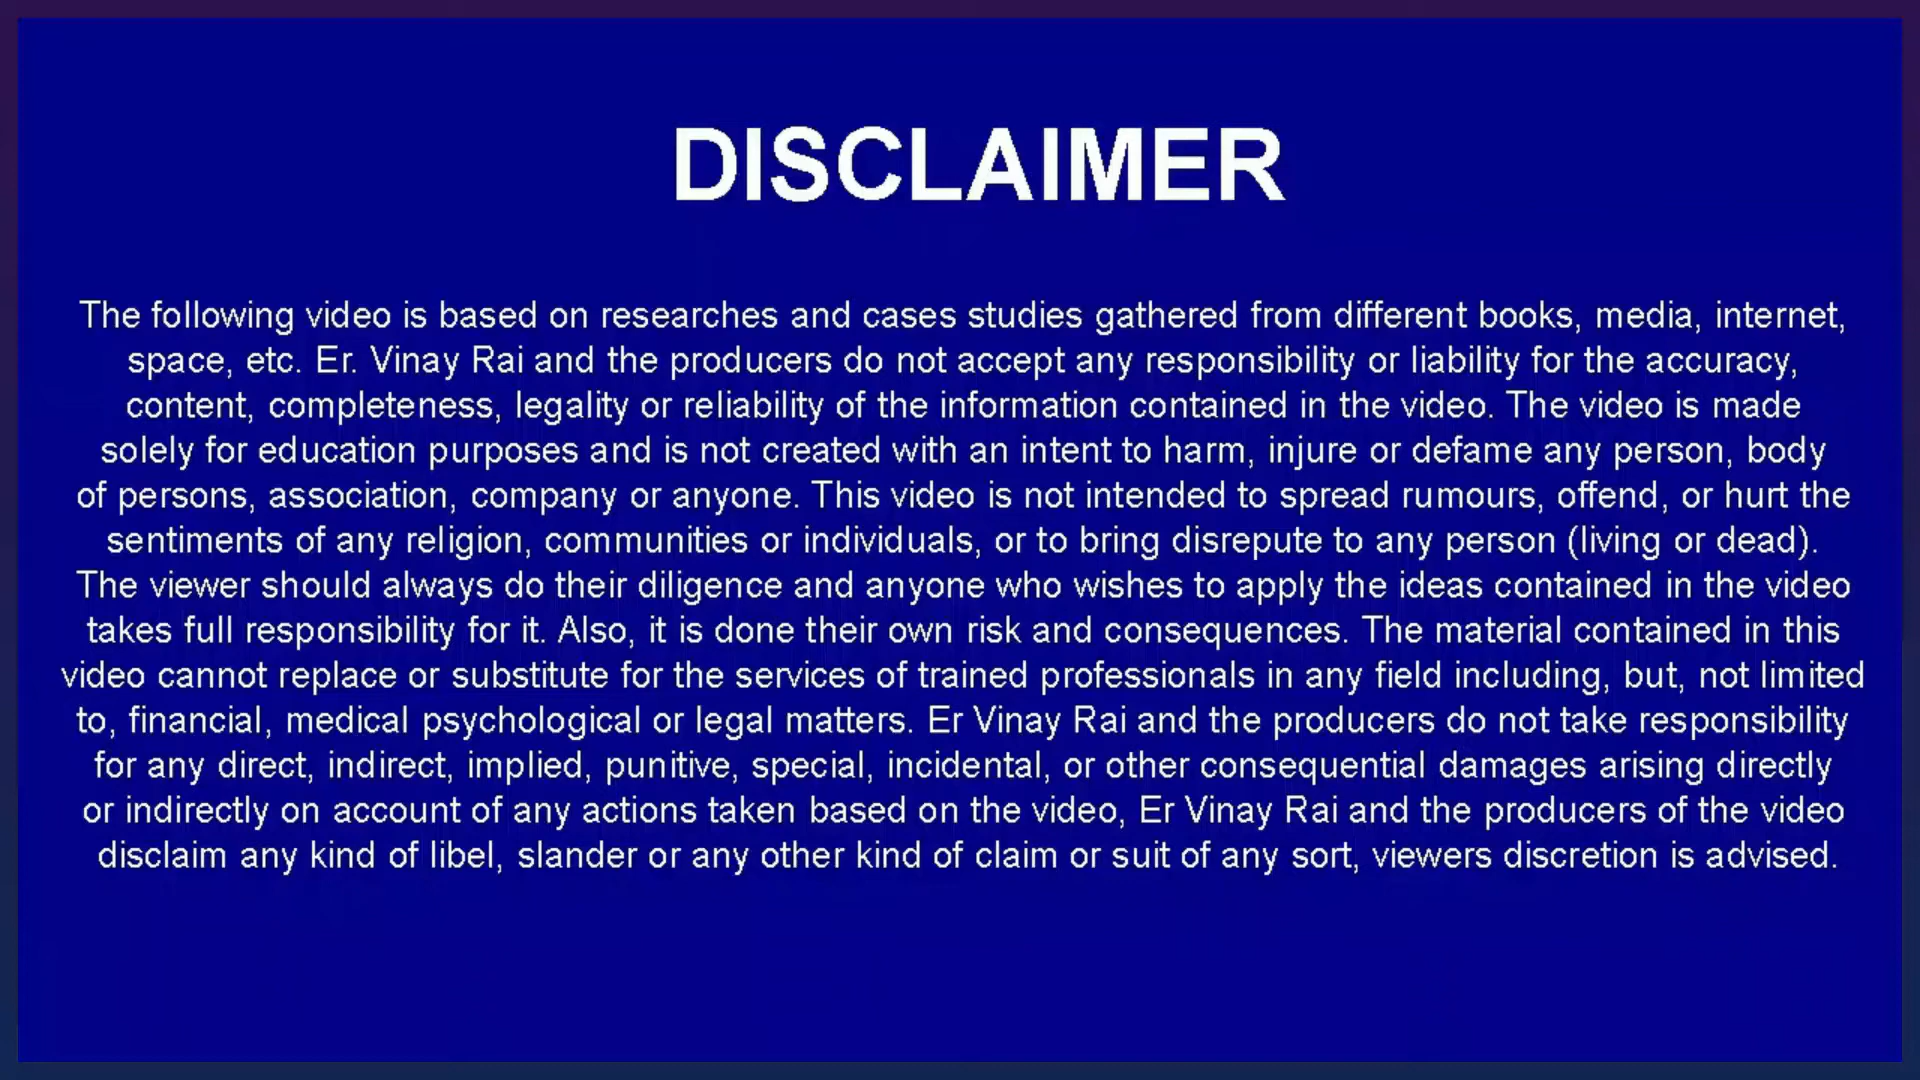 DISCLAIMER
The following video is based on researches and cases studies gathered from different books, media, internet,
space, etc. Er. Vinay Rai and the producers do not accept any responsibility or liability for the accuracy,
content, completeness, legality or reliability of the information contained in the video. The video is made
solely for education purposes and is not created with an intent to harm, injure or defame any person, body
of persons, association, company or anyone. This video is not intended to spread rumours, offend, or hurt the
sentiments of any religion, communities or individuals, or to bring disrepute to any person (living or dead).
The viewer should always do their diligence and anyone who wishes to apply the ideas contained in the video
takes full responsibility for it. Also, it is done their own risk and consequences. The material contained in this
video cannot replace or substitute for the services of trained professionals in any field including, but, not limited
to, financial, medical psychological or legal matters. Er Vinay Rai and the producers do not take responsibility
for any direct, indirect, implied, punitive, special, incidental, or other consequential damages arising directly
or indirectly on account of any actions taken based on the video, Er Vinay Rai and the producers of the video
disclaim any kind of libel, slander or any other kind of claim or suit of any sort, viewers discretion is advised.